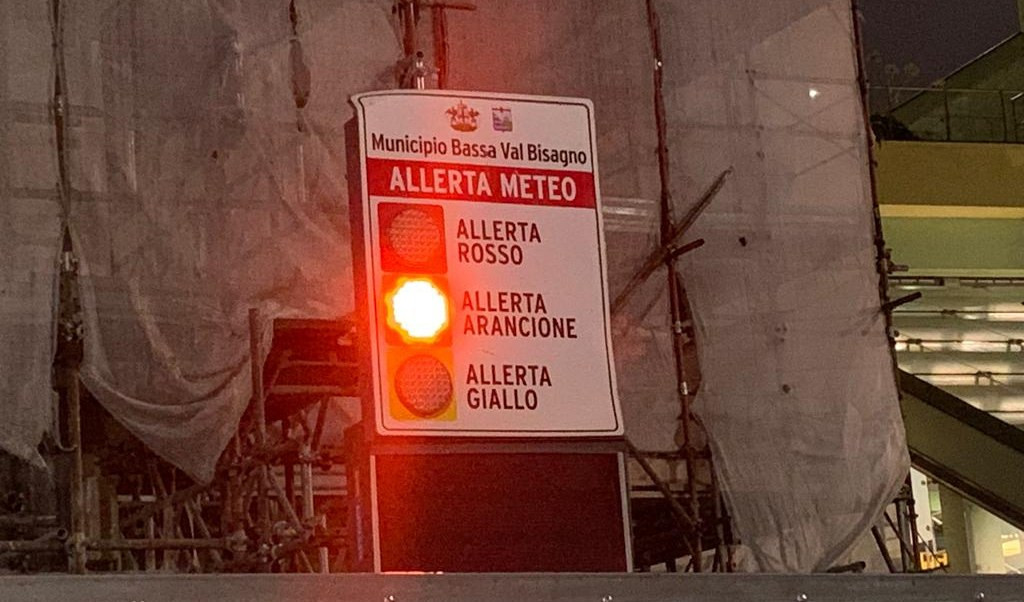 Municipio Bassa Val Bisagno
ALLERTA METEO
ALLERTA
ROSSO
ALLERTA
ARANCIONE
ALLERTA
GIALLO